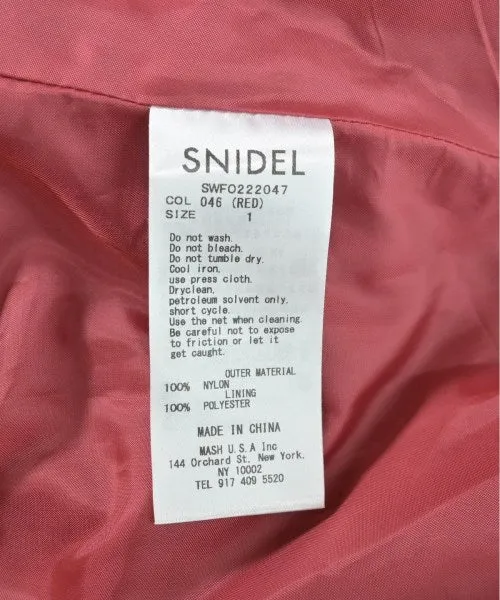 SNIDEL
SWFO222047
COL 046 (RED)
SIZE 1
Do not wash.
Do not bleach.
Do not tumble dry.
Cool iron.
use press cloth.
Dryclean.
petroleum solvent only,
short cycle.
Use the net when cleaning.
Be careful not to expose
to friction or let it
get caught.
OUTER MATERIAL
100% NYLON
LINING
100% POLYESTER
MADE IN CHINA
MASH U.S.A Inc
144 Orchard St. New York.
NY 10002
TEL 917 409 5520